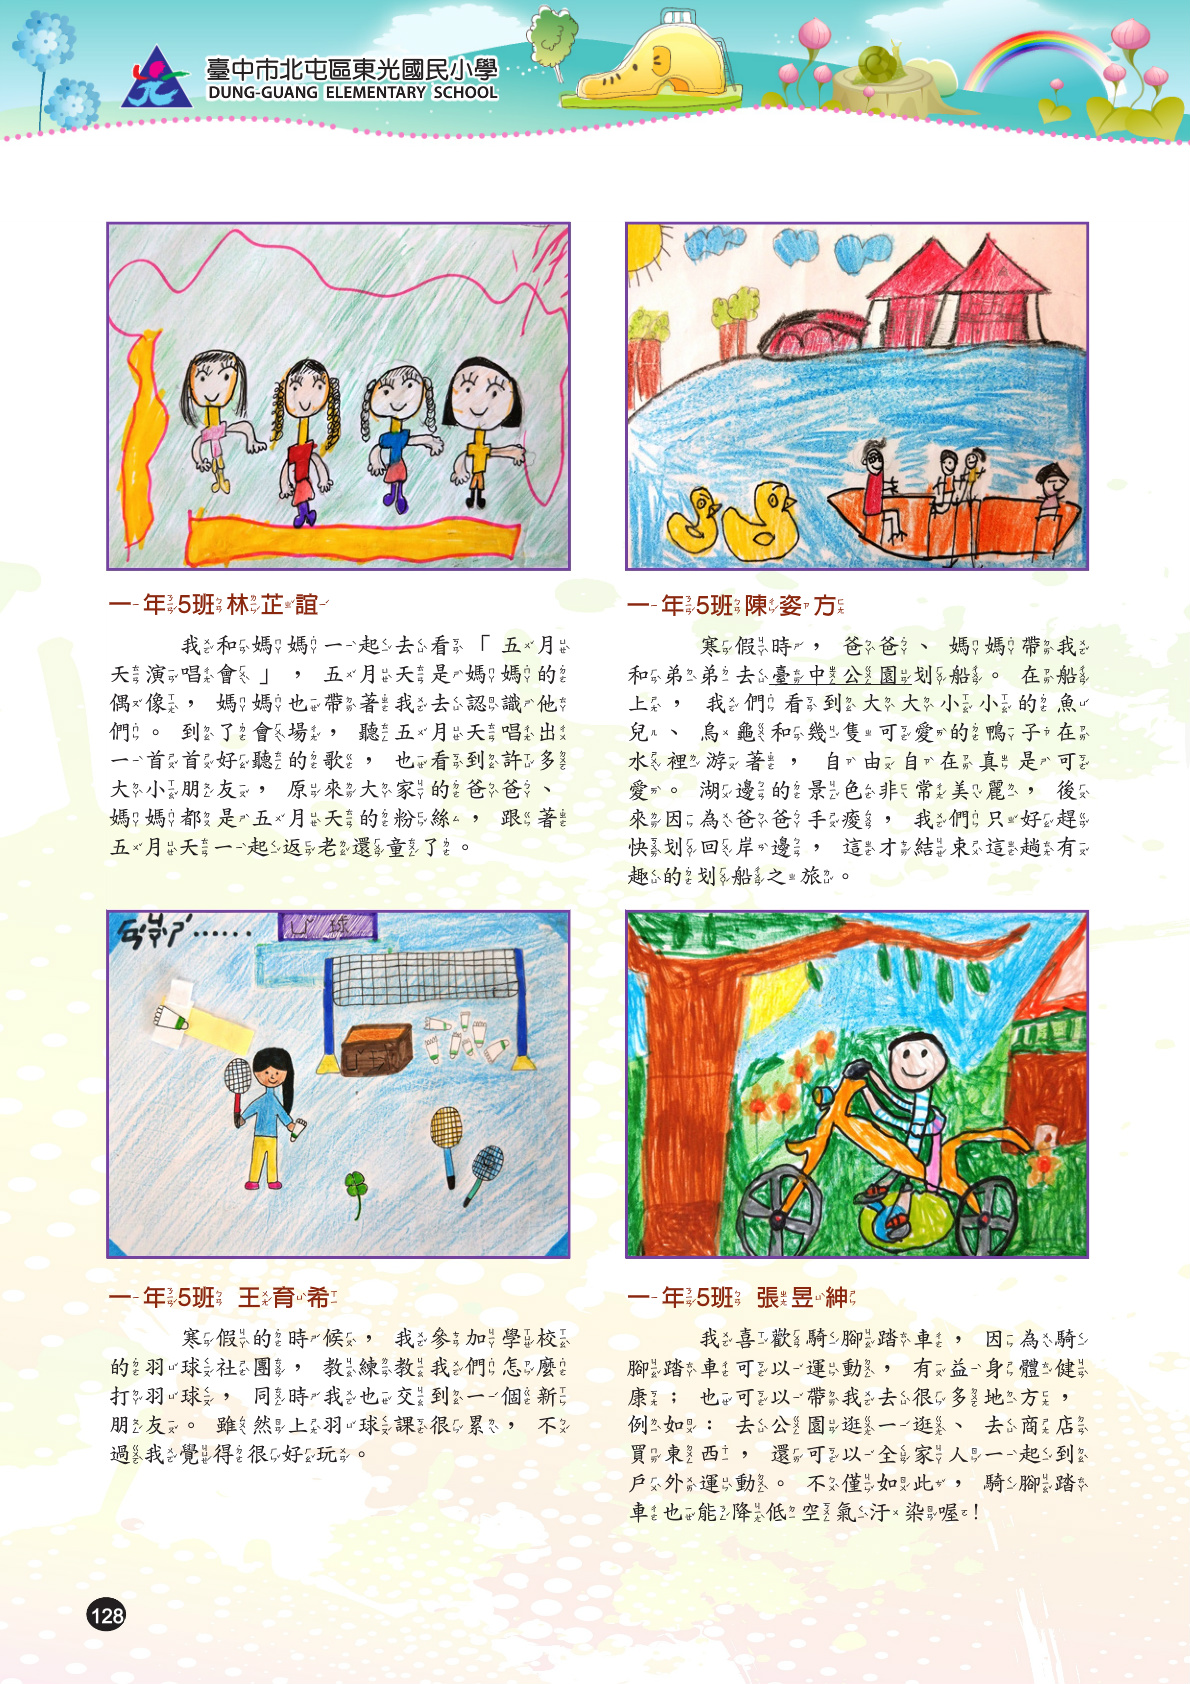 臺中市北屯區東光國民小學
DUNG-GUANG ELEMENTARY SCHOOL
一年5班林芷誼
我和媽媽一起去看「五月
天演唱會」，五月天是媽媽的
偶像，媽媽也帶著我去認識他
們。到了會場，聽五月天唱出
一首首好聽的歌，也看到許多
大小朋友，原來大家的爸爸、
媽媽都是五月天的粉絲，跟著
五月天一起返老還童了。
一年5班陳姿方
寒假時，爸爸、媽媽帶我
和弟弟去臺中公園划船。在船
上，我們看到大大小小的魚
兒、烏龜和幾隻可愛的鴨子在
水裡游著，自由自在真是可
愛。湖邊的景色非常美麗，後
來因為爸爸手痠，我們只好趕
快划回岸邊，這才結束這趟有
趣的划船之旅。
球
一年5班 王育希
寒假的時候，我參加學校
的羽球社團，教練教我們怎麼
打羽球，同時我也交到一個新
朋友。雖然上羽球課很累，不
過我覺得很好玩。
一年5班 張昱紳
我喜歡騎腳踏車，因為騎
腳踏車可以運動，有益身體健
康；也可以帶我去很多地方，
例如：去公園逛一逛、去商店
買東西，還可以全家人一起到
戶外運動。不僅如此，騎腳踏
車也能降低空氣汙染喔！
128